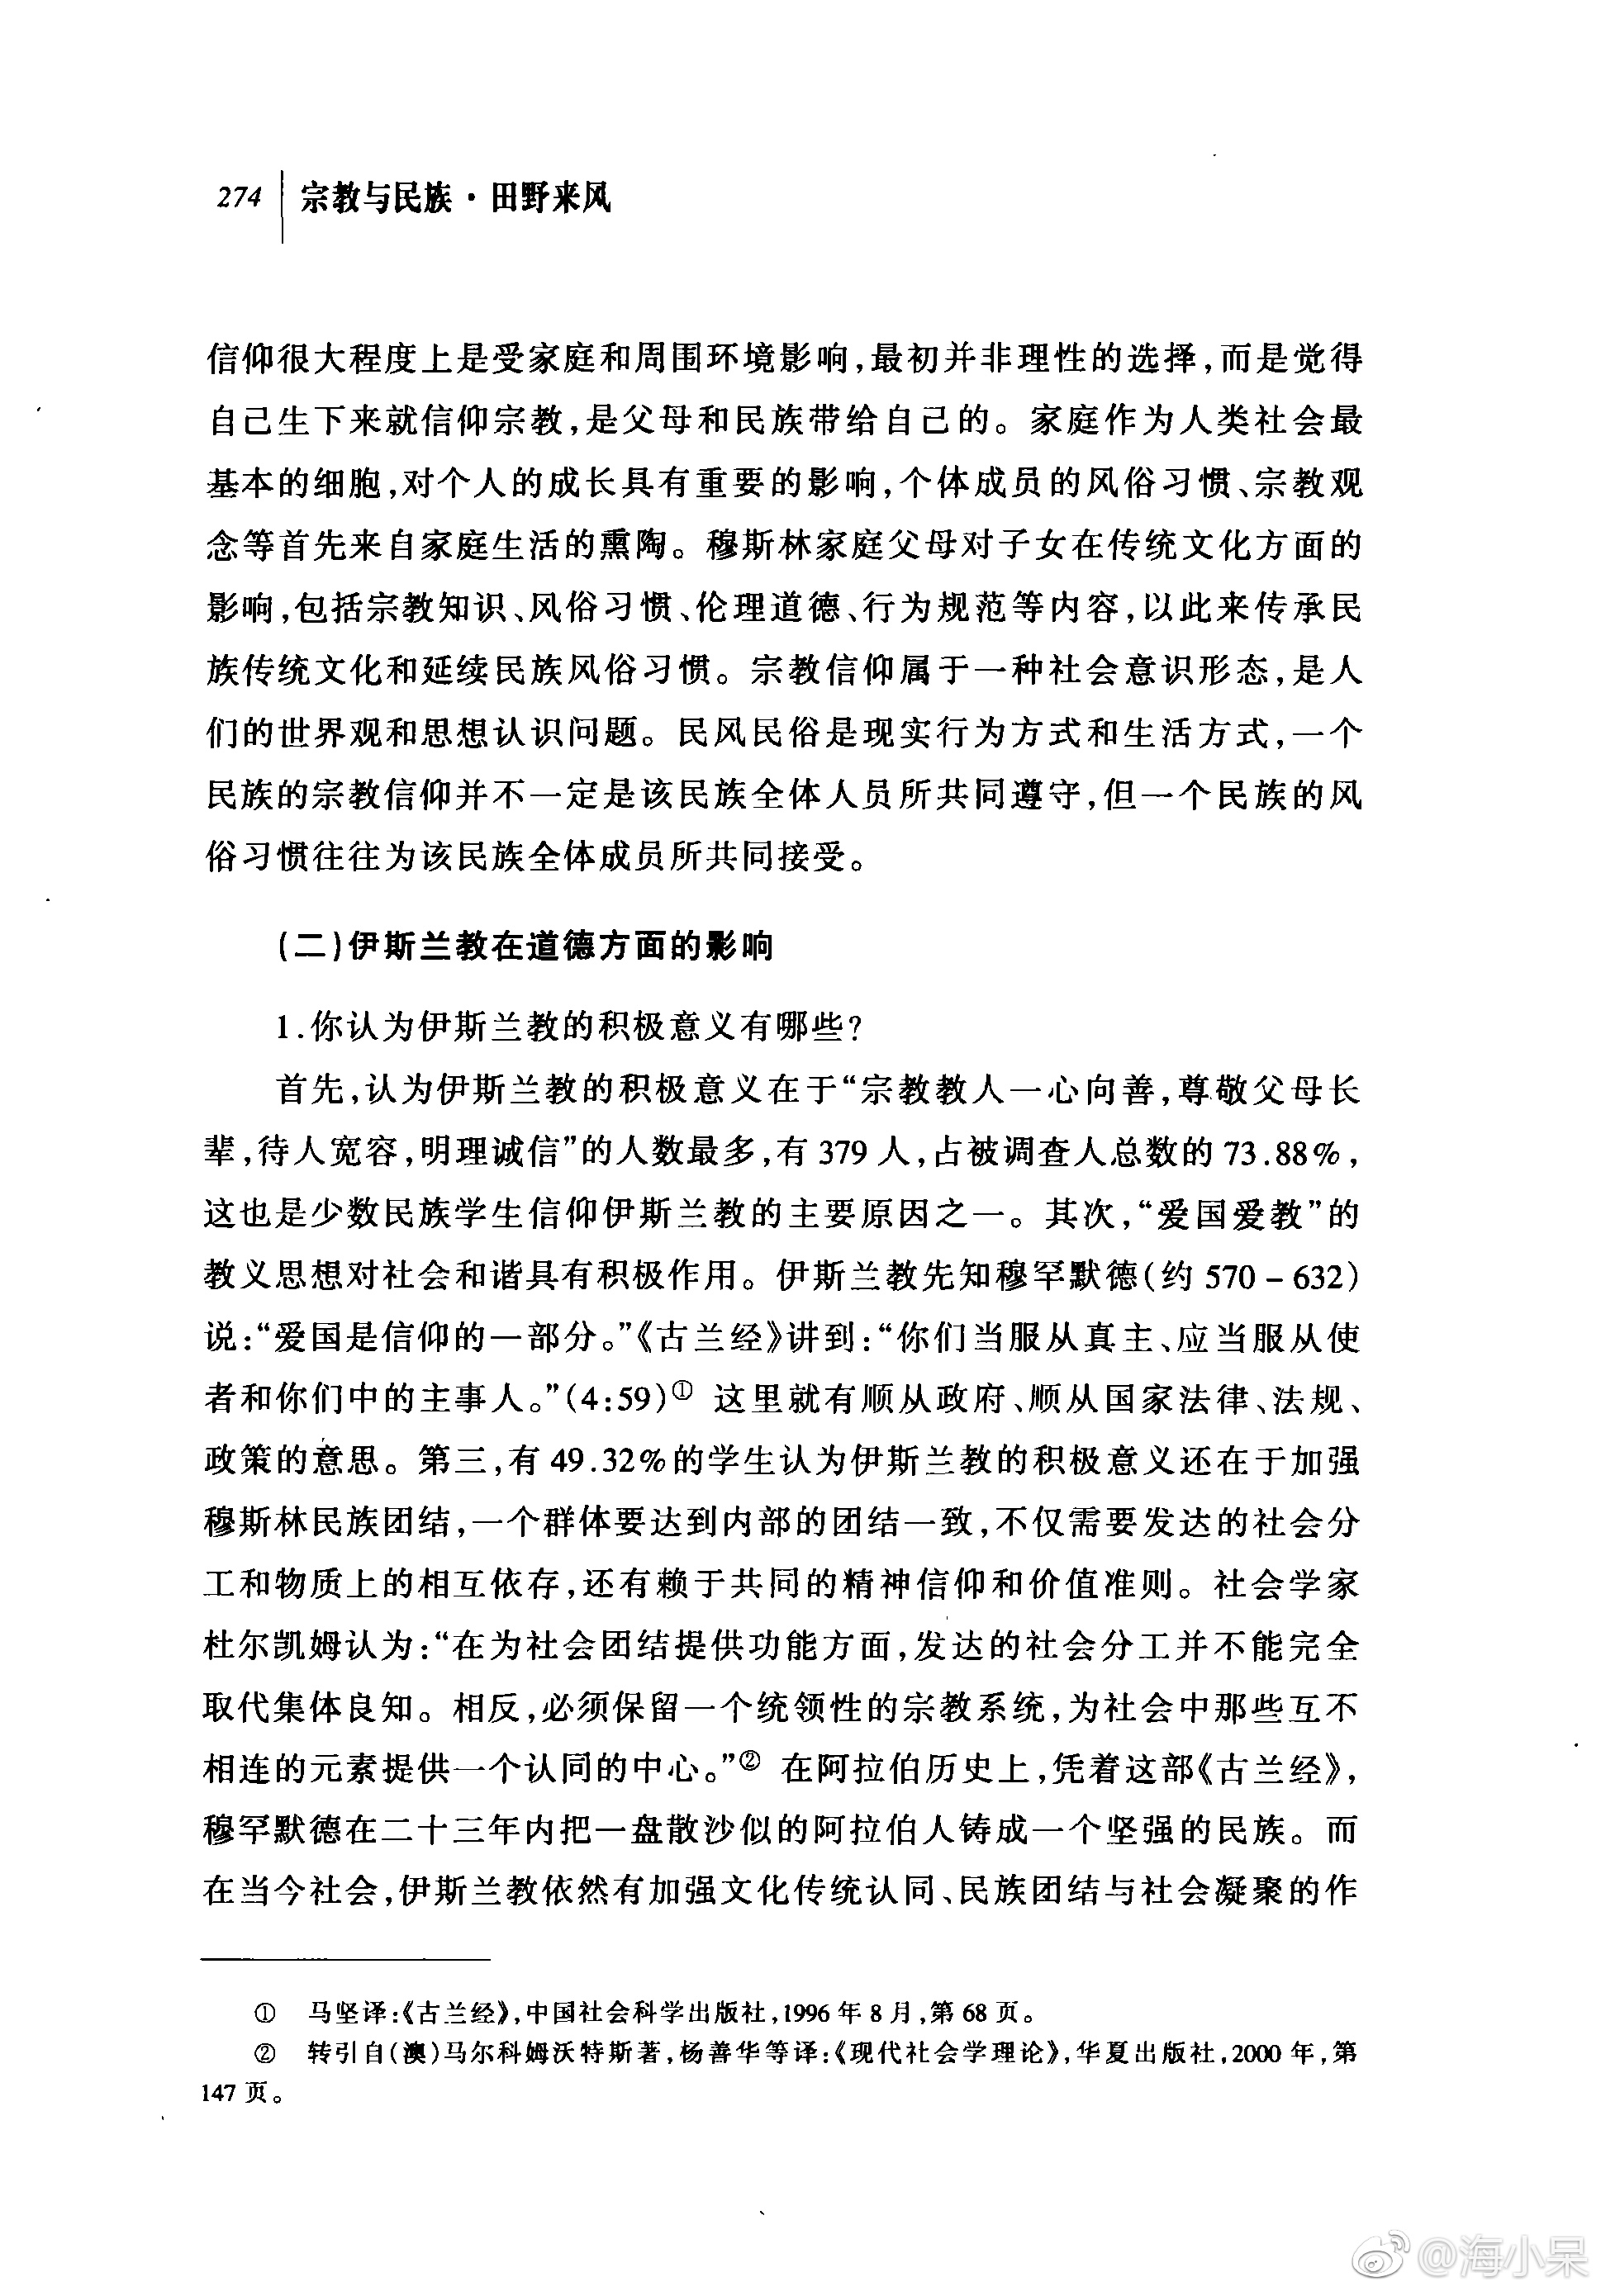 274 宗教与民族·田野来风
信仰很大程度上是受家庭和周围环境影响,最初并非理性的选择,而是觉得
自己生下来就信仰宗教,是父母和民族带给自己的。家庭作为人类社会最
基本的细胞,对个人的成长具有重要的影响,个体成员的风俗习惯、宗教观
念等首先来自家庭生活的熏陶。穆斯林家庭父母对子女在传统文化方面的
影响,包括宗教知识、风俗习惯、伦理道德、行为规范等内容,以此来传承民
族传统文化和延续民族风俗习惯。宗教信仰属于一种社会意识形态,是人
们的世界观和思想认识问题。民风民俗是现实行为方式和生活方式,一个
民族的宗教信仰并不一定是该民族全体人员所共同遵守,但一个民族的风
俗习惯往往为该民族全体成员所共同接受。
(二)伊斯兰教在道德方面的影响
1.你认为伊斯兰教的积极意义有哪些?
首先,认为伊斯兰教的积极意义在于“宗教教人一心向善,尊敬父母长
辈,待人宽容,明理诚信”的人数最多,有 379 人,占被调查人总数的 73.88%,
这也是少数民族学生信仰伊斯兰教的主要原因之一。其次,“爱国爱教”的
教义思想对社会和谐具有积极作用。伊斯兰教先知穆罕默德(约 570-632)
说:“爱国是信仰的一部分。”《古兰经》讲到:“你们当服从真主、应当服从使
者和你们中的主事人。”(4:59)① 这里就有顺从政府、顺从国家法律、法规、
政策的意思。第三,有 49.32%的学生认为伊斯兰教的积极意义还在于加强
穆斯林民族团结,一个群体要达到内部的团结一致,不仅需要发达的社会分
工和物质上的相互依存,还有赖于共同的精神信仰和价值准则。社会学家
杜尔凯姆认为:“在为社会团结提供功能方面,发达的社会分工并不能完全
取代集体良知。相反,必须保留一个统领性的宗教系统,为社会中那些互不
相连的元素提供一个认同的中心。”② 在阿拉伯历史上,凭着这部《古兰经》,
穆罕默德在二十三年内把一盘散沙似的阿拉伯人铸成一个坚强的民族。而
在当今社会,伊斯兰教依然有加强文化传统认同、民族团结与社会凝聚的作
① 马坚译:《古兰经》,中国社会科学出版社,1996 年 8 月,第 68 页。
② 转引自(澳)马尔科姆沃特斯著,杨善华等译:《现代社会学理论》,华夏出版社,2000 年,第
147 页。
@海小呆